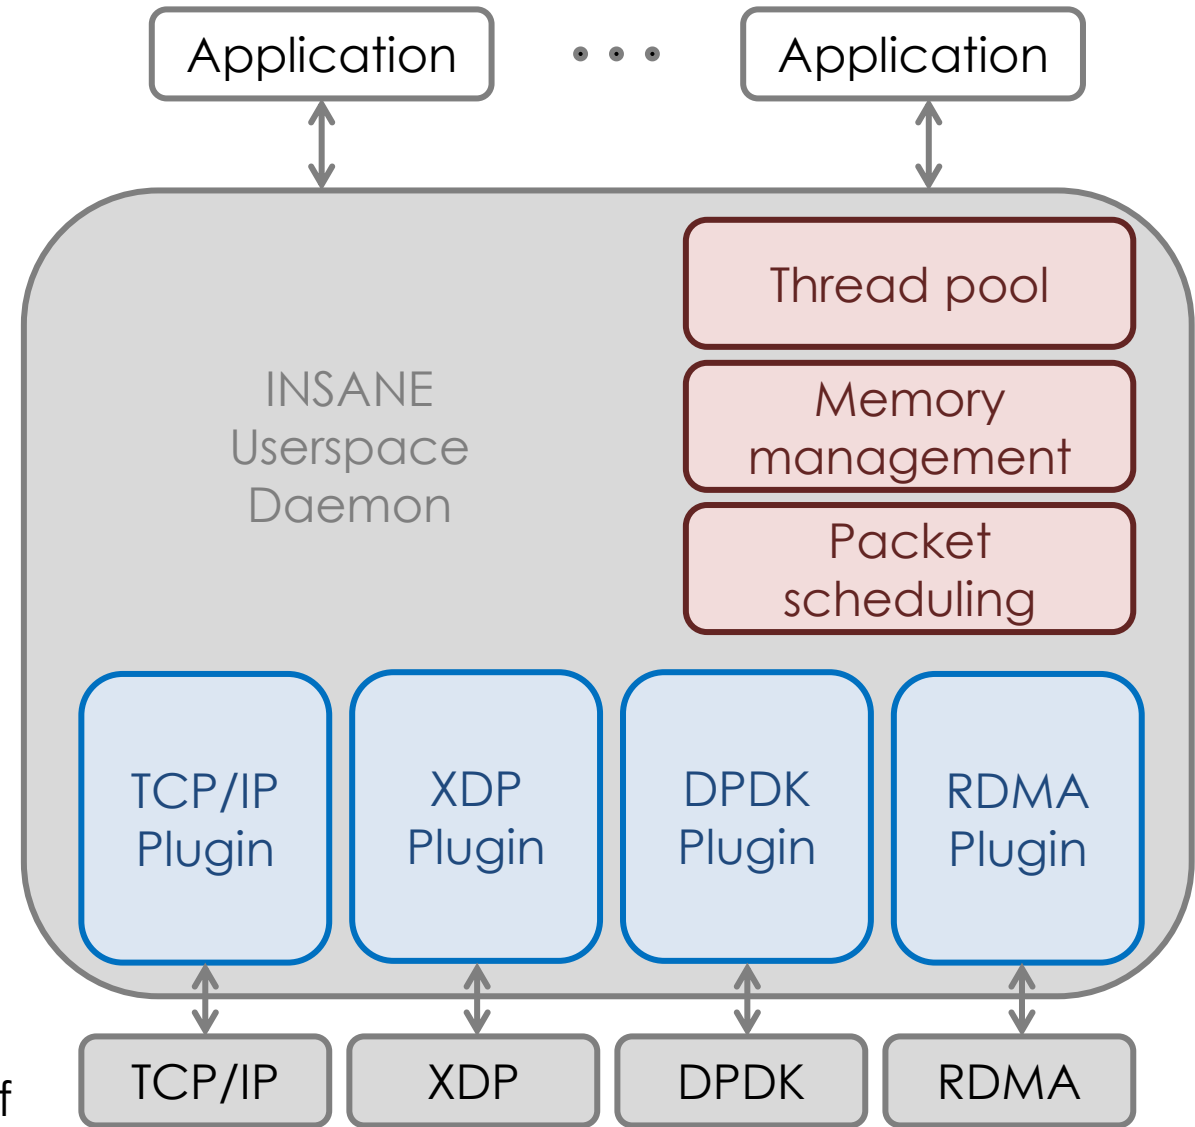 Application • • • Application
Thread pool
INSANE
Userspace
Daemon
Memory
management
Packet
scheduling
TCP/IP
Plugin
XDP
Plugin
DPDK
Plugin
RDMA
Plugin
f
TCP/IP
XDP
DPDK
RDMA